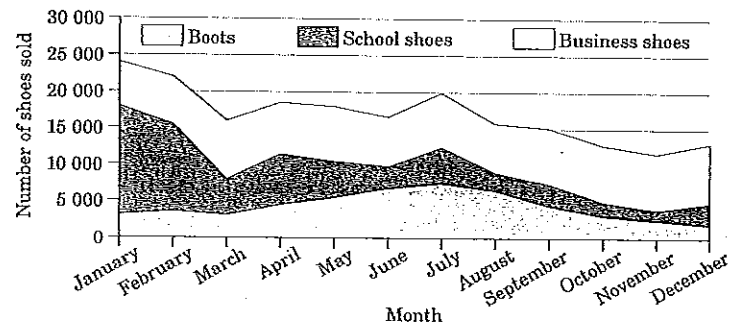 30 000
Boots
School shoes
Business shoes
25 000
20 000
15 000
10 000
5 000
0
Number of shoes sold
January
February
March
April
May
June
July
August
September
October
November
December
Month